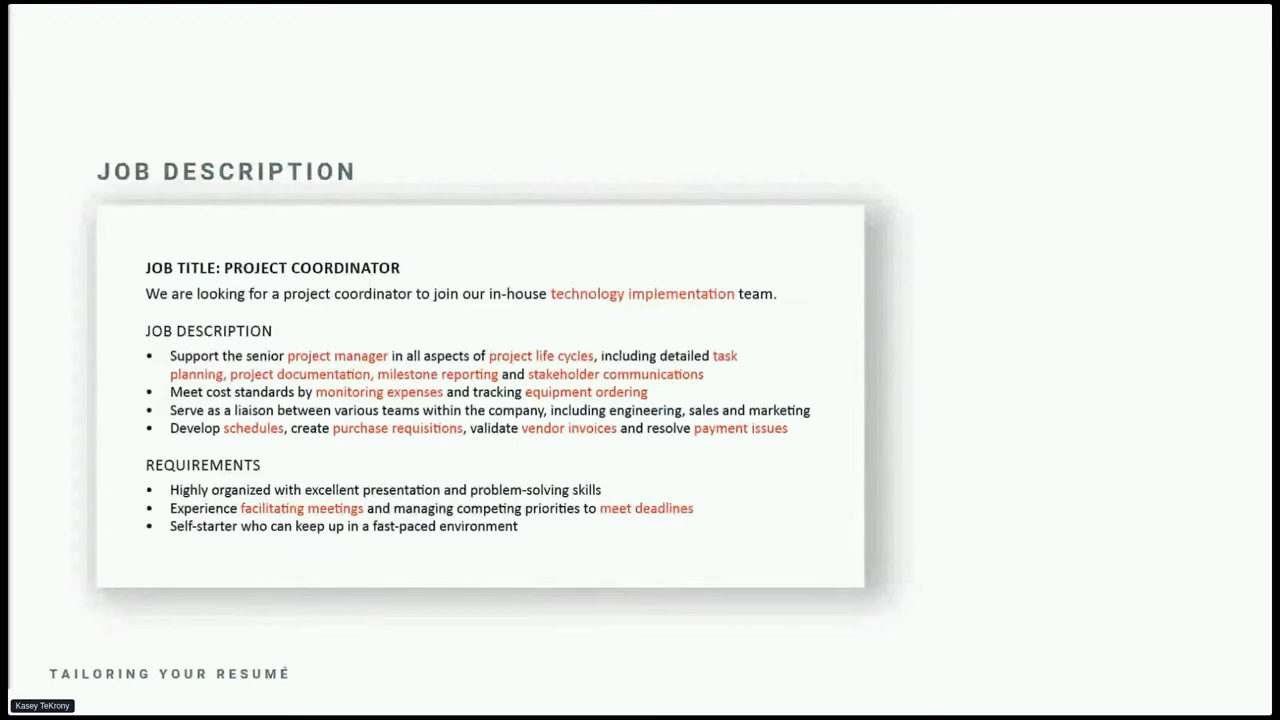 JOB DESCRIPTION
JOB TITLE: PROJECT COORDINATOR
We are looking for a project coordinator to join our in-house technology implementation team.
JOB DESCRIPTION
• Support the senior project manager in all aspects of project life cycles, including detailed task
planning, project documentation, milestone reporting and stakeholder communications
• Meet cost standards by monitoring expenses and tracking equipment ordering
• Serve as a liaison between various teams within the company, including engineering, sales and marketing
• Develop schedules, create purchase requisitions, validate vendor invoices and resolve payment issues
REQUIREMENTS
• Highly organized with excellent presentation and problem-solving skills
• Experience facilitating meetings and managing competing priorities to meet deadlines
• Self-starter who can keep up in a fast-paced environment
TAILORING YOUR RESUMÉ
Kasey TeKrony